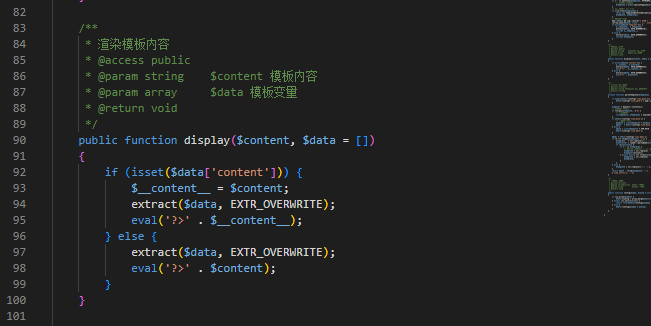 82
83 /**
84 * 渲染模板内容
85 * @access public
86 * @param string $content 模板内容
87 * @param array $data 模板变量
88 * @return void
89 */
90 public function display($content, $data = [])
91 {
92 if (isset($data['content'])) {
93 $__content__ = $content;
94 extract($data, EXTR_OVERWRITE);
95 eval('?>' . $__content__);
96 } else {
97 extract($data, EXTR_OVERWRITE);
98 eval('?>' . $content);
99 }
100 }
101